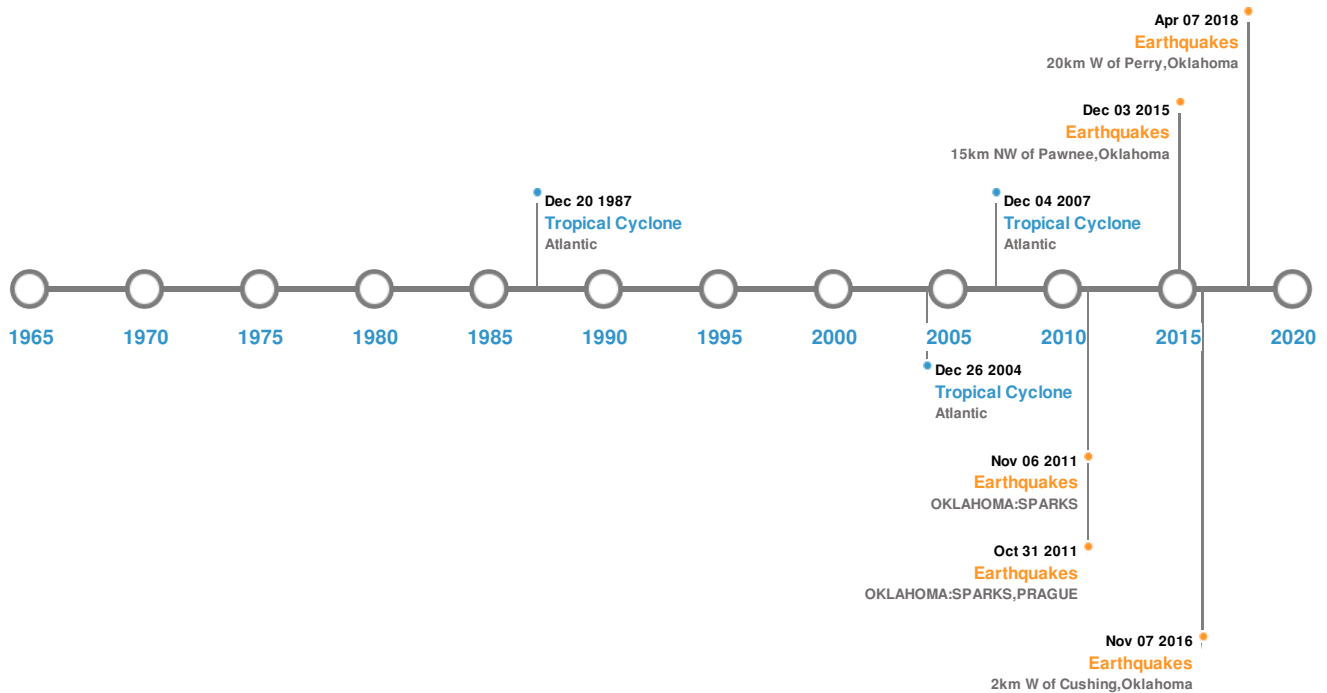 Apr 07 2018
Earthquakes
20km W of Perry,Oklahoma
Dec 03 2015
Earthquakes
15km NW of Pawnee,Oklahoma
Dec 20 1987
Tropical Cyclone
Atlantic
Dec 04 2007
Tropical Cyclone
Atlantic
1965 1970 1975 1980 1985 1990 1995 2000 2005 2010 2015 2020
Dec 26 2004
Tropical Cyclone
Atlantic
Nov 06 2011
Earthquakes
OKLAHOMA:SPARKS
Oct 31 2011
Earthquakes
OKLAHOMA:SPARKS,PRAGUE
Nov 07 2016
Earthquakes
2km W of Cushing,Oklahoma